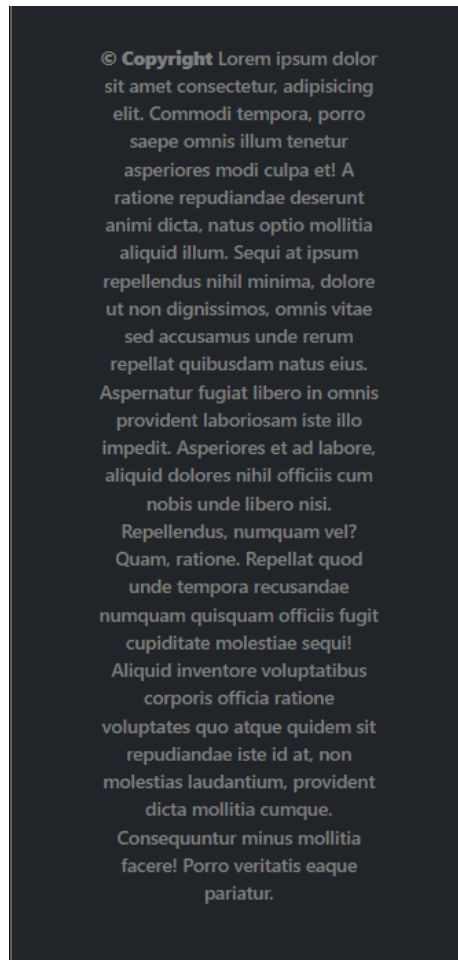 © Copyright Lorem ipsum dolor
sit amet consectetur, adipisicing
elit. Commodi tempora, porro
saepe omnis illum tenetur
asperiores modi culpa et! A
ratione repudiandae deserunt
animi dicta, natus optio mollitia
aliquid illum. Sequi at ipsum
repellendus nihil minima, dolore
ut non dignissimos, omnis vitae
sed accusamus unde rerum
repellat quibusdam natus eius.
Aspernatur fugiat libero in omnis
provident laboriosam iste illo
impedit. Asperiores et ad labore,
aliquid dolores nihil officiis cum
nobis unde libero nisi.
Repellendus, numquam vel?
Quam, ratione. Repellat quod
unde tempora recusandae
numquam quisquam officiis fugit
cupiditate molestiae sequi!
Aliquid inventore voluptatibus
corporis officia ratione
voluptates quo atque quidem sit
repudiandae iste id at, non
molestias laudantium, provident
dicta mollitia cumque.
Consequuntur minus mollitia
facere! Porro veritatis eaque
pariatur.